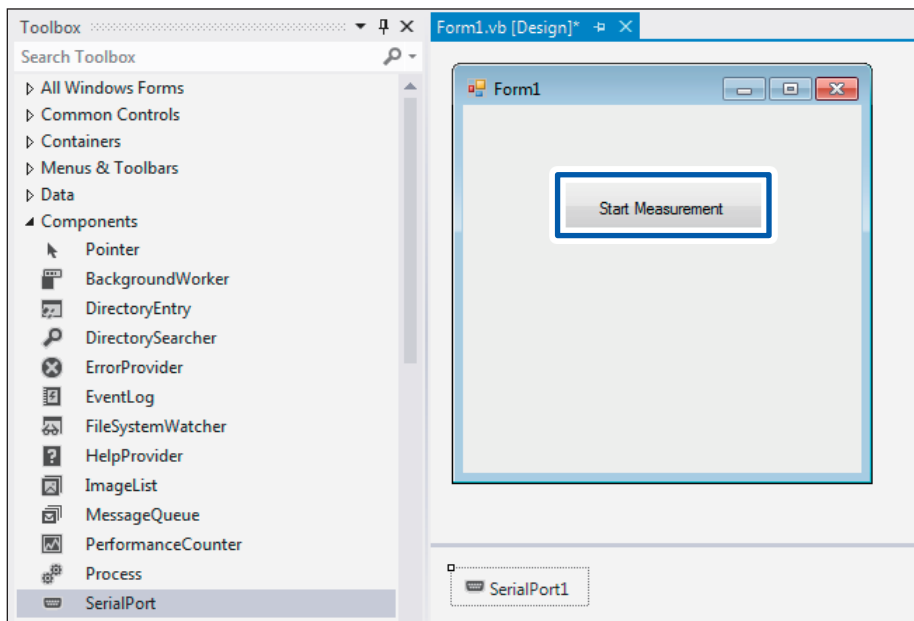 Toolbox
Search Toolbox
All Windows Forms
Common Controls
Containers
Menus & Toolbars
Data
Components
Pointer
BackgroundWorker
DirectoryEntry
DirectorySearcher
ErrorProvider
EventLog
FileSystemWatcher
HelpProvider
ImageList
MessageQueue
PerformanceCounter
Process
SerialPort
Form1.vb [Design]*
Form1
Start Measurement
SerialPort1